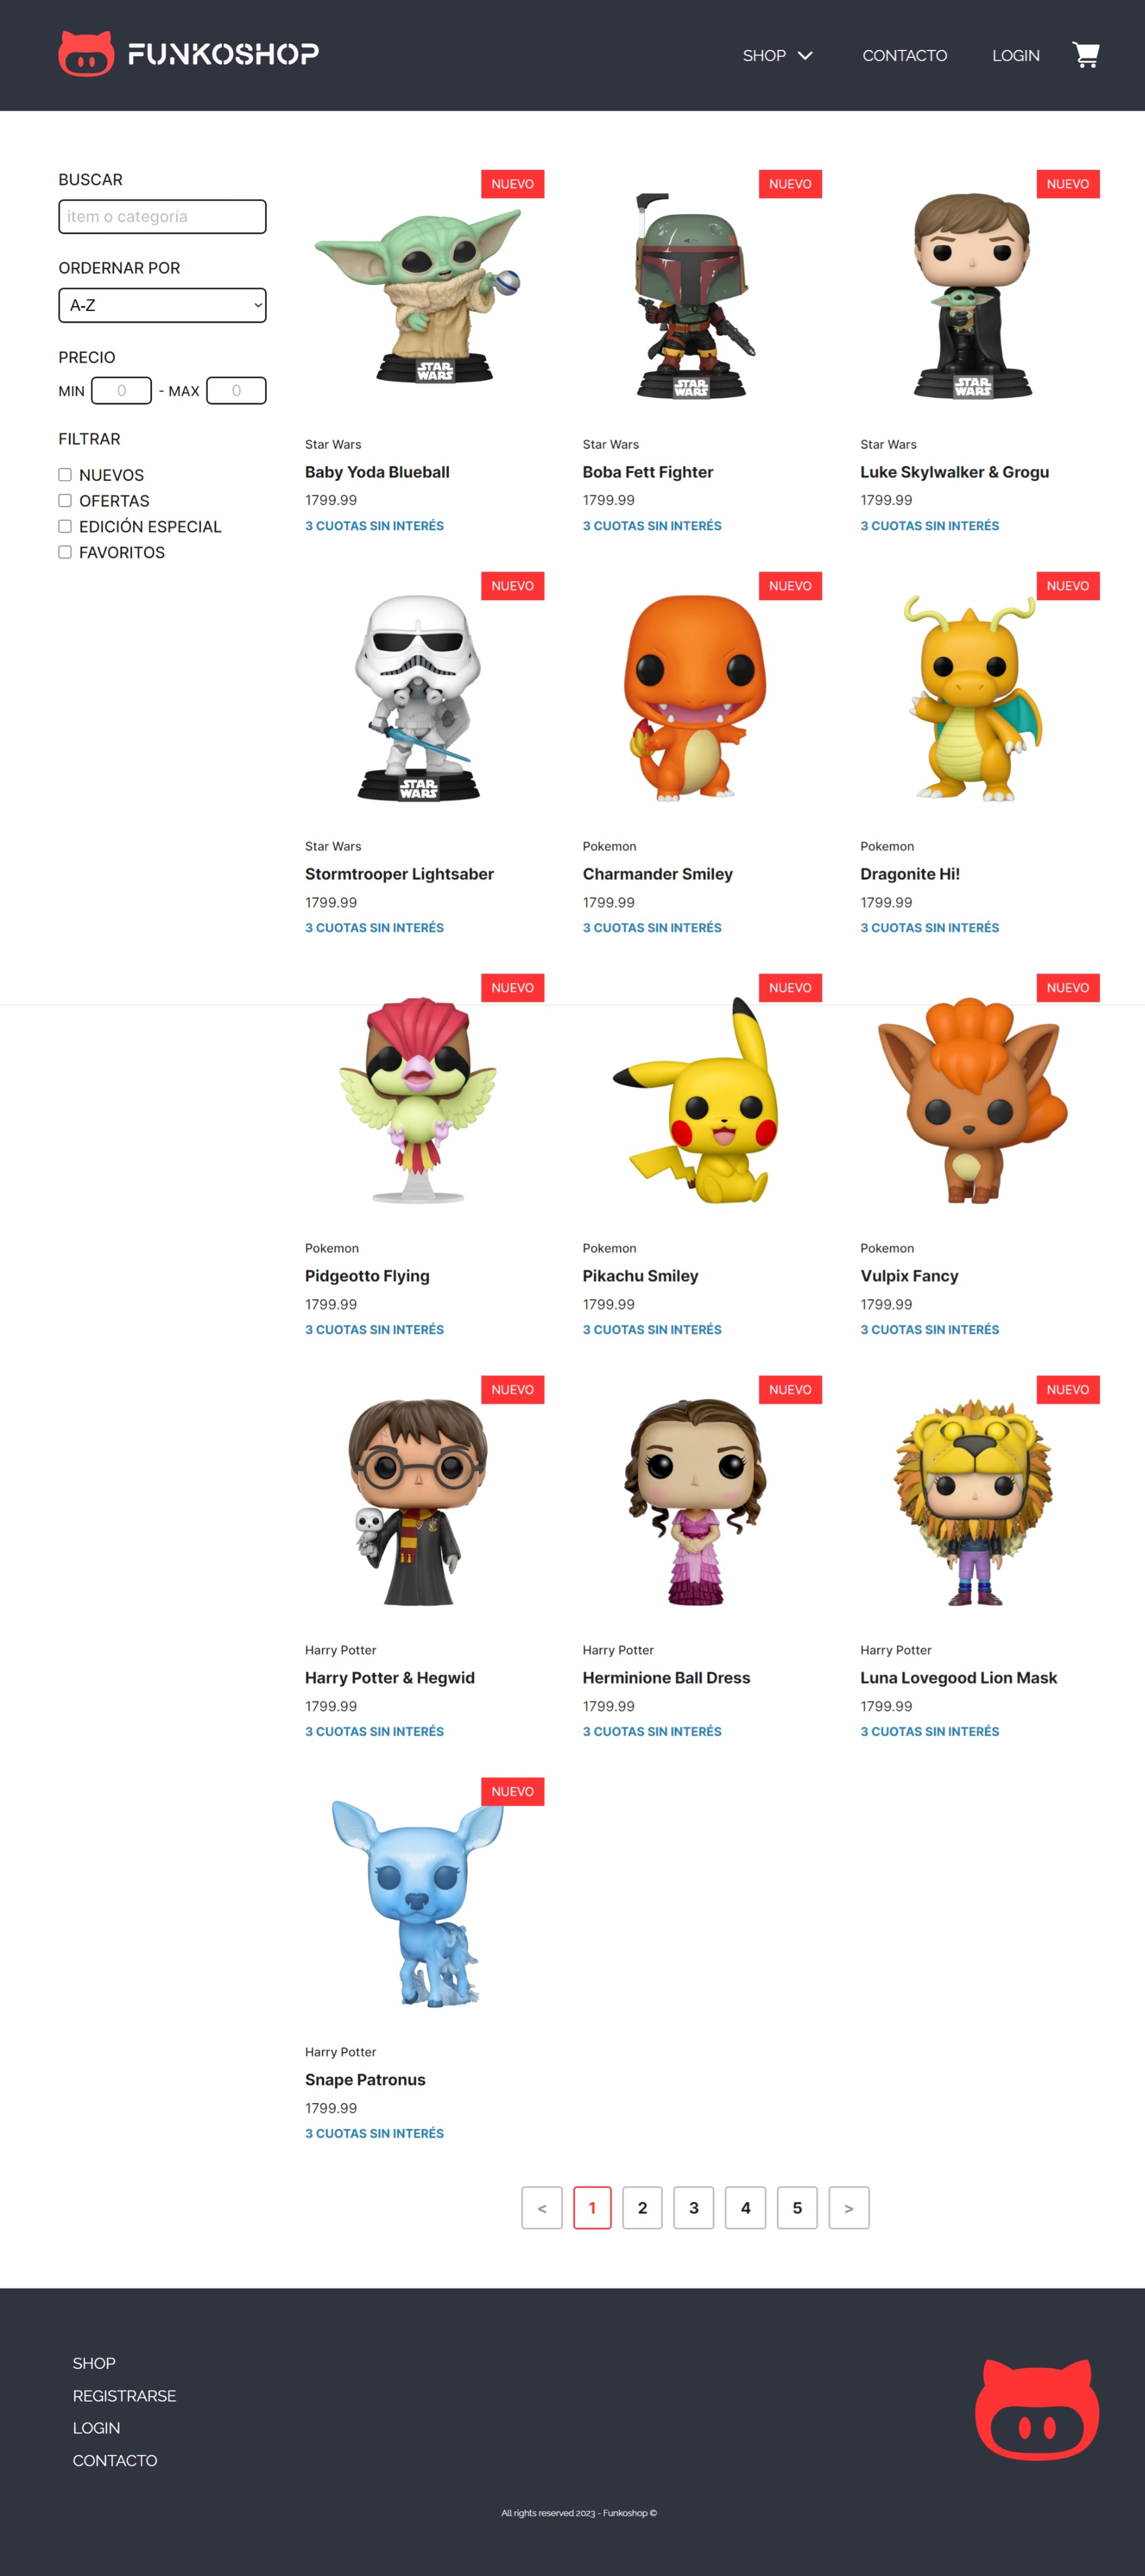 FUNKOSHOP
SHOP
CONTACTO
LOGIN
BUSCAR
item o categoría
ORDERNAR POR
A-Z
PRECIO
MIN 0 - MAX 0
FILTRAR
NUEVOS
OFERTAS
EDICIÓN ESPECIAL
FAVORITOS
NUEVO
STAR WARS
Star Wars
Baby Yoda Blueball
1799.99
3 CUOTAS SIN INTERÉS
NUEVO
STAR WARS
Star Wars
Boba Fett Fighter
1799.99
3 CUOTAS SIN INTERÉS
NUEVO
STAR WARS
Star Wars
Luke Skylwalker & Grogu
1799.99
3 CUOTAS SIN INTERÉS
NUEVO
STAR WARS
Star Wars
Stormtrooper Lightsaber
1799.99
3 CUOTAS SIN INTERÉS
NUEVO
Pokemon
Charmander Smiley
1799.99
3 CUOTAS SIN INTERÉS
NUEVO
Pokemon
Dragonite Hi!
1799.99
3 CUOTAS SIN INTERÉS
NUEVO
Pokemon
Pidgeotto Flying
1799.99
3 CUOTAS SIN INTERÉS
NUEVO
Pokemon
Pikachu Smiley
1799.99
3 CUOTAS SIN INTERÉS
NUEVO
Pokemon
Vulpix Fancy
1799.99
3 CUOTAS SIN INTERÉS
NUEVO
Harry Potter
Harry Potter & Hegwid
1799.99
3 CUOTAS SIN INTERÉS
NUEVO
Harry Potter
Herminione Ball Dress
1799.99
3 CUOTAS SIN INTERÉS
NUEVO
Harry Potter
Luna Lovegood Lion Mask
1799.99
3 CUOTAS SIN INTERÉS
NUEVO
Harry Potter
Snape Patronus
1799.99
3 CUOTAS SIN INTERÉS
< 1 2 3 4 5 >
SHOP
REGISTRARSE
LOGIN
CONTACTO
All rights reserved 2023 - Funkoshop ©